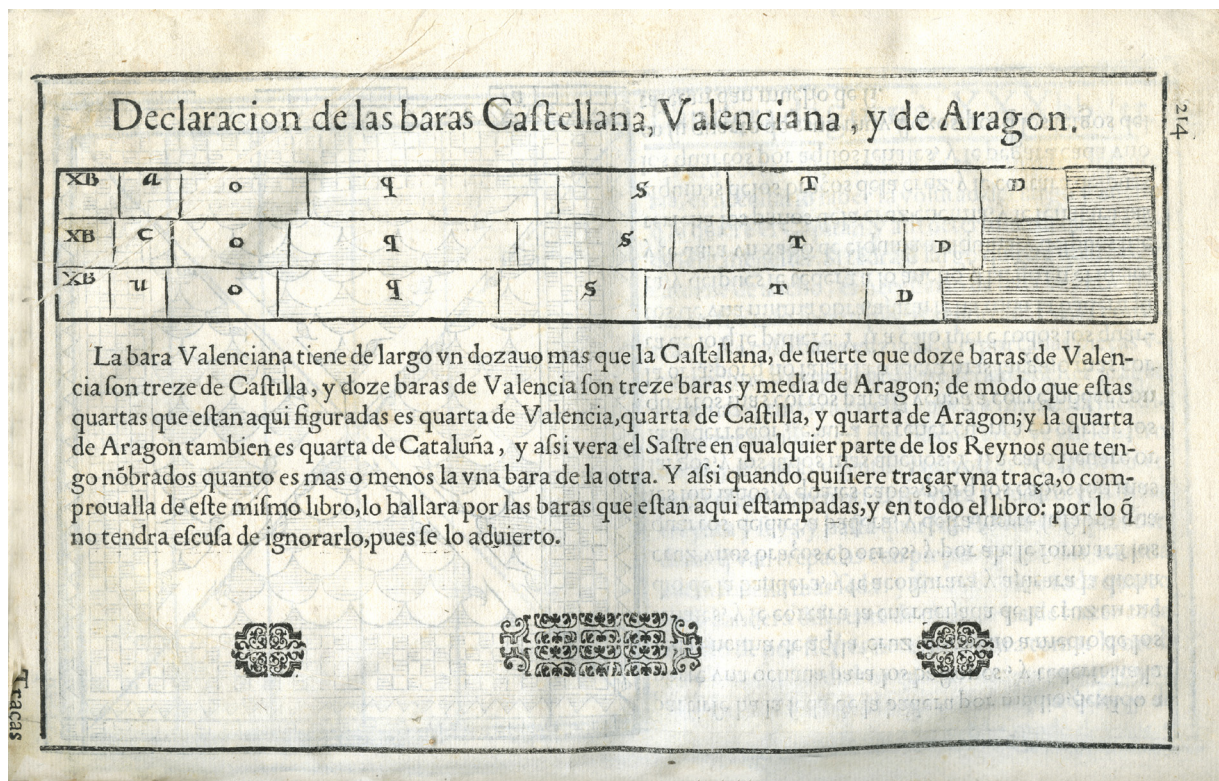 Declaracion de las baras Caſtellana, Valenciana, y de Aragon.
214
XB a o q S T D
XB c o q S T D
XB u o q S T D
La bara Valenciana tiene de largo vn dozauo mas que la Caſtellana, de ſuerte que doze baras de Valen-
cia ſon treze de Caſtilla, y doze baras de Valencia ſon treze baras y media de Aragon; de modo que eſtas
quartas que eſtan aqui figuradas es quarta de Valencia, quarta de Caſtilla, y quarta de Aragon; y la quarta
de Aragon tambien es quarta de Cataluña, y aſsi vera el Saſtre en qualquier parte de los Reynos que ten-
go nõbrados quanto es mas o menos la vna bara de la otra. Y aſsi quando quiſiere traçar vna traça, o com-
proualla de eſte miſmo libro, lo hallara por las baras que eſtan aqui eſtampadas, y en todo el libro: por lo q̃
no tendra eſcuſa de ignorarlo, pues ſe lo aduierto.
Tracas